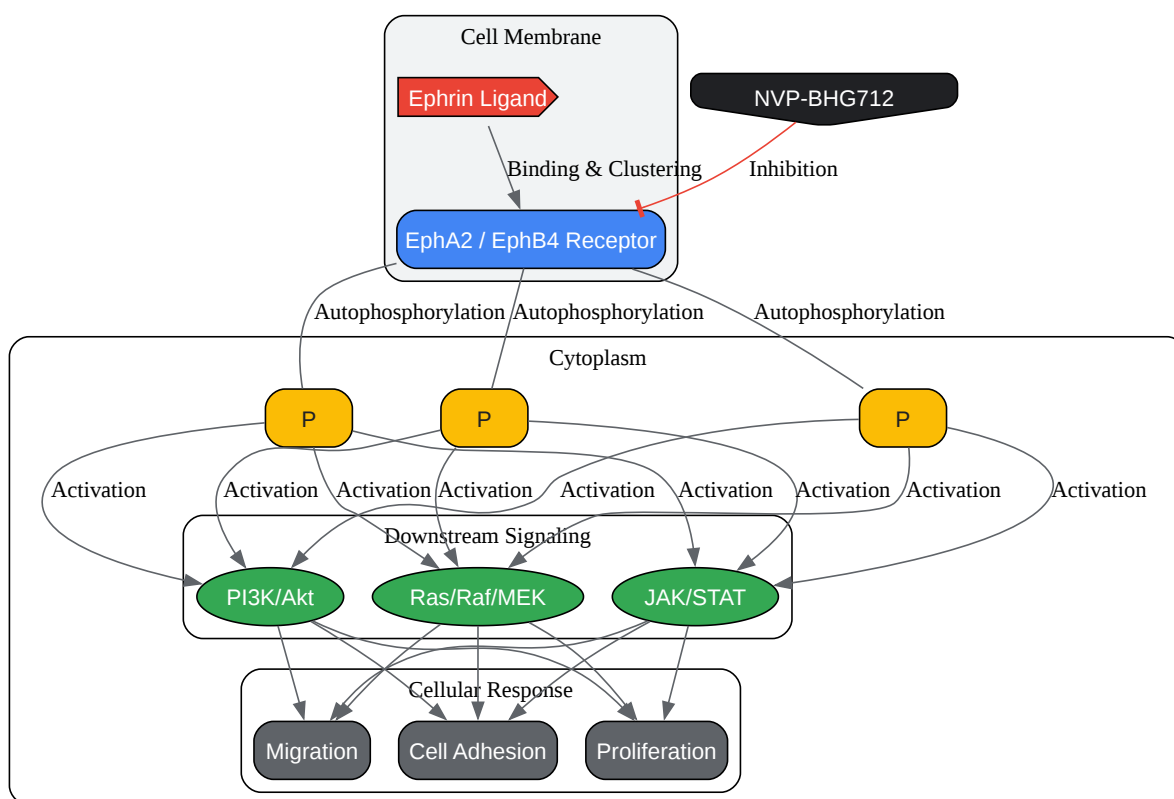 Cell Membrane
Ephrin Ligand
NVP-BHG712
Binding & Clustering
Inhibition
EphA2 / EphB4 Receptor
Autophosphorylation
Autophosphorylation
Autophosphorylation
Cytoplasm
P
P
P
Activation
Activation
Activation
Activation
Activation
Activation
Activation
Activation
Activation
Downstream Signaling
PI3K/Akt
Ras/Raf/MEK
JAK/STAT
Cellular Response
Migration
Cell Adhesion
Proliferation